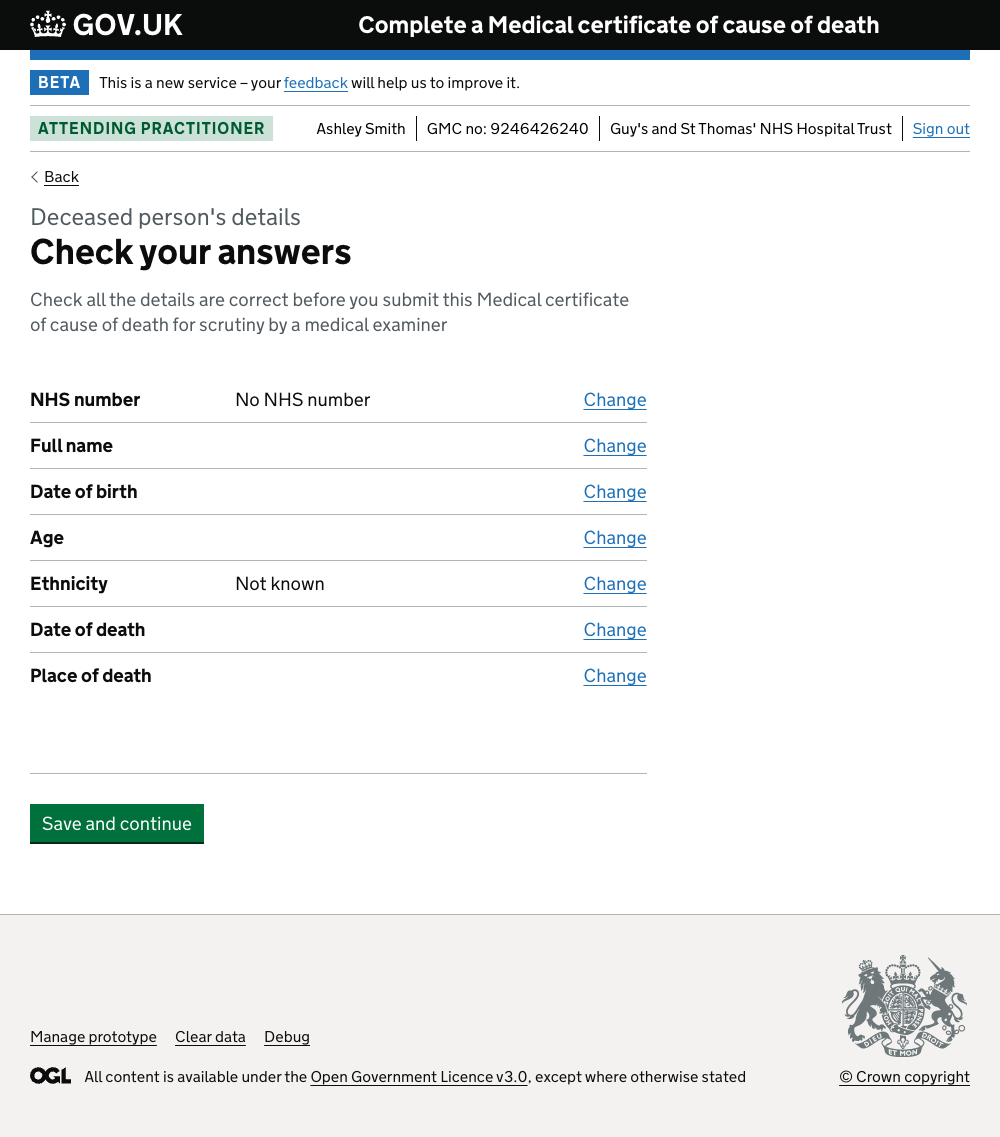 GOV.UK Complete a Medical certificate of cause of death
BETA This is a new service – your feedback will help us to improve it.
ATTENDING PRACTITIONER Ashley Smith GMC no: 9246426240 Guy's and St Thomas' NHS Hospital Trust Sign out
Back
Deceased person's details
Check your answers
Check all the details are correct before you submit this Medical certificate
of cause of death for scrutiny by a medical examiner
NHS number No NHS number Change
Full name Change
Date of birth Change
Age Change
Ethnicity Not known Change
Date of death Change
Place of death Change
Save and continue
Manage prototype Clear data Debug
DIEU ET MON DROIT
OGL All content is available under the Open Government Licence v3.0, except where otherwise stated © Crown copyright